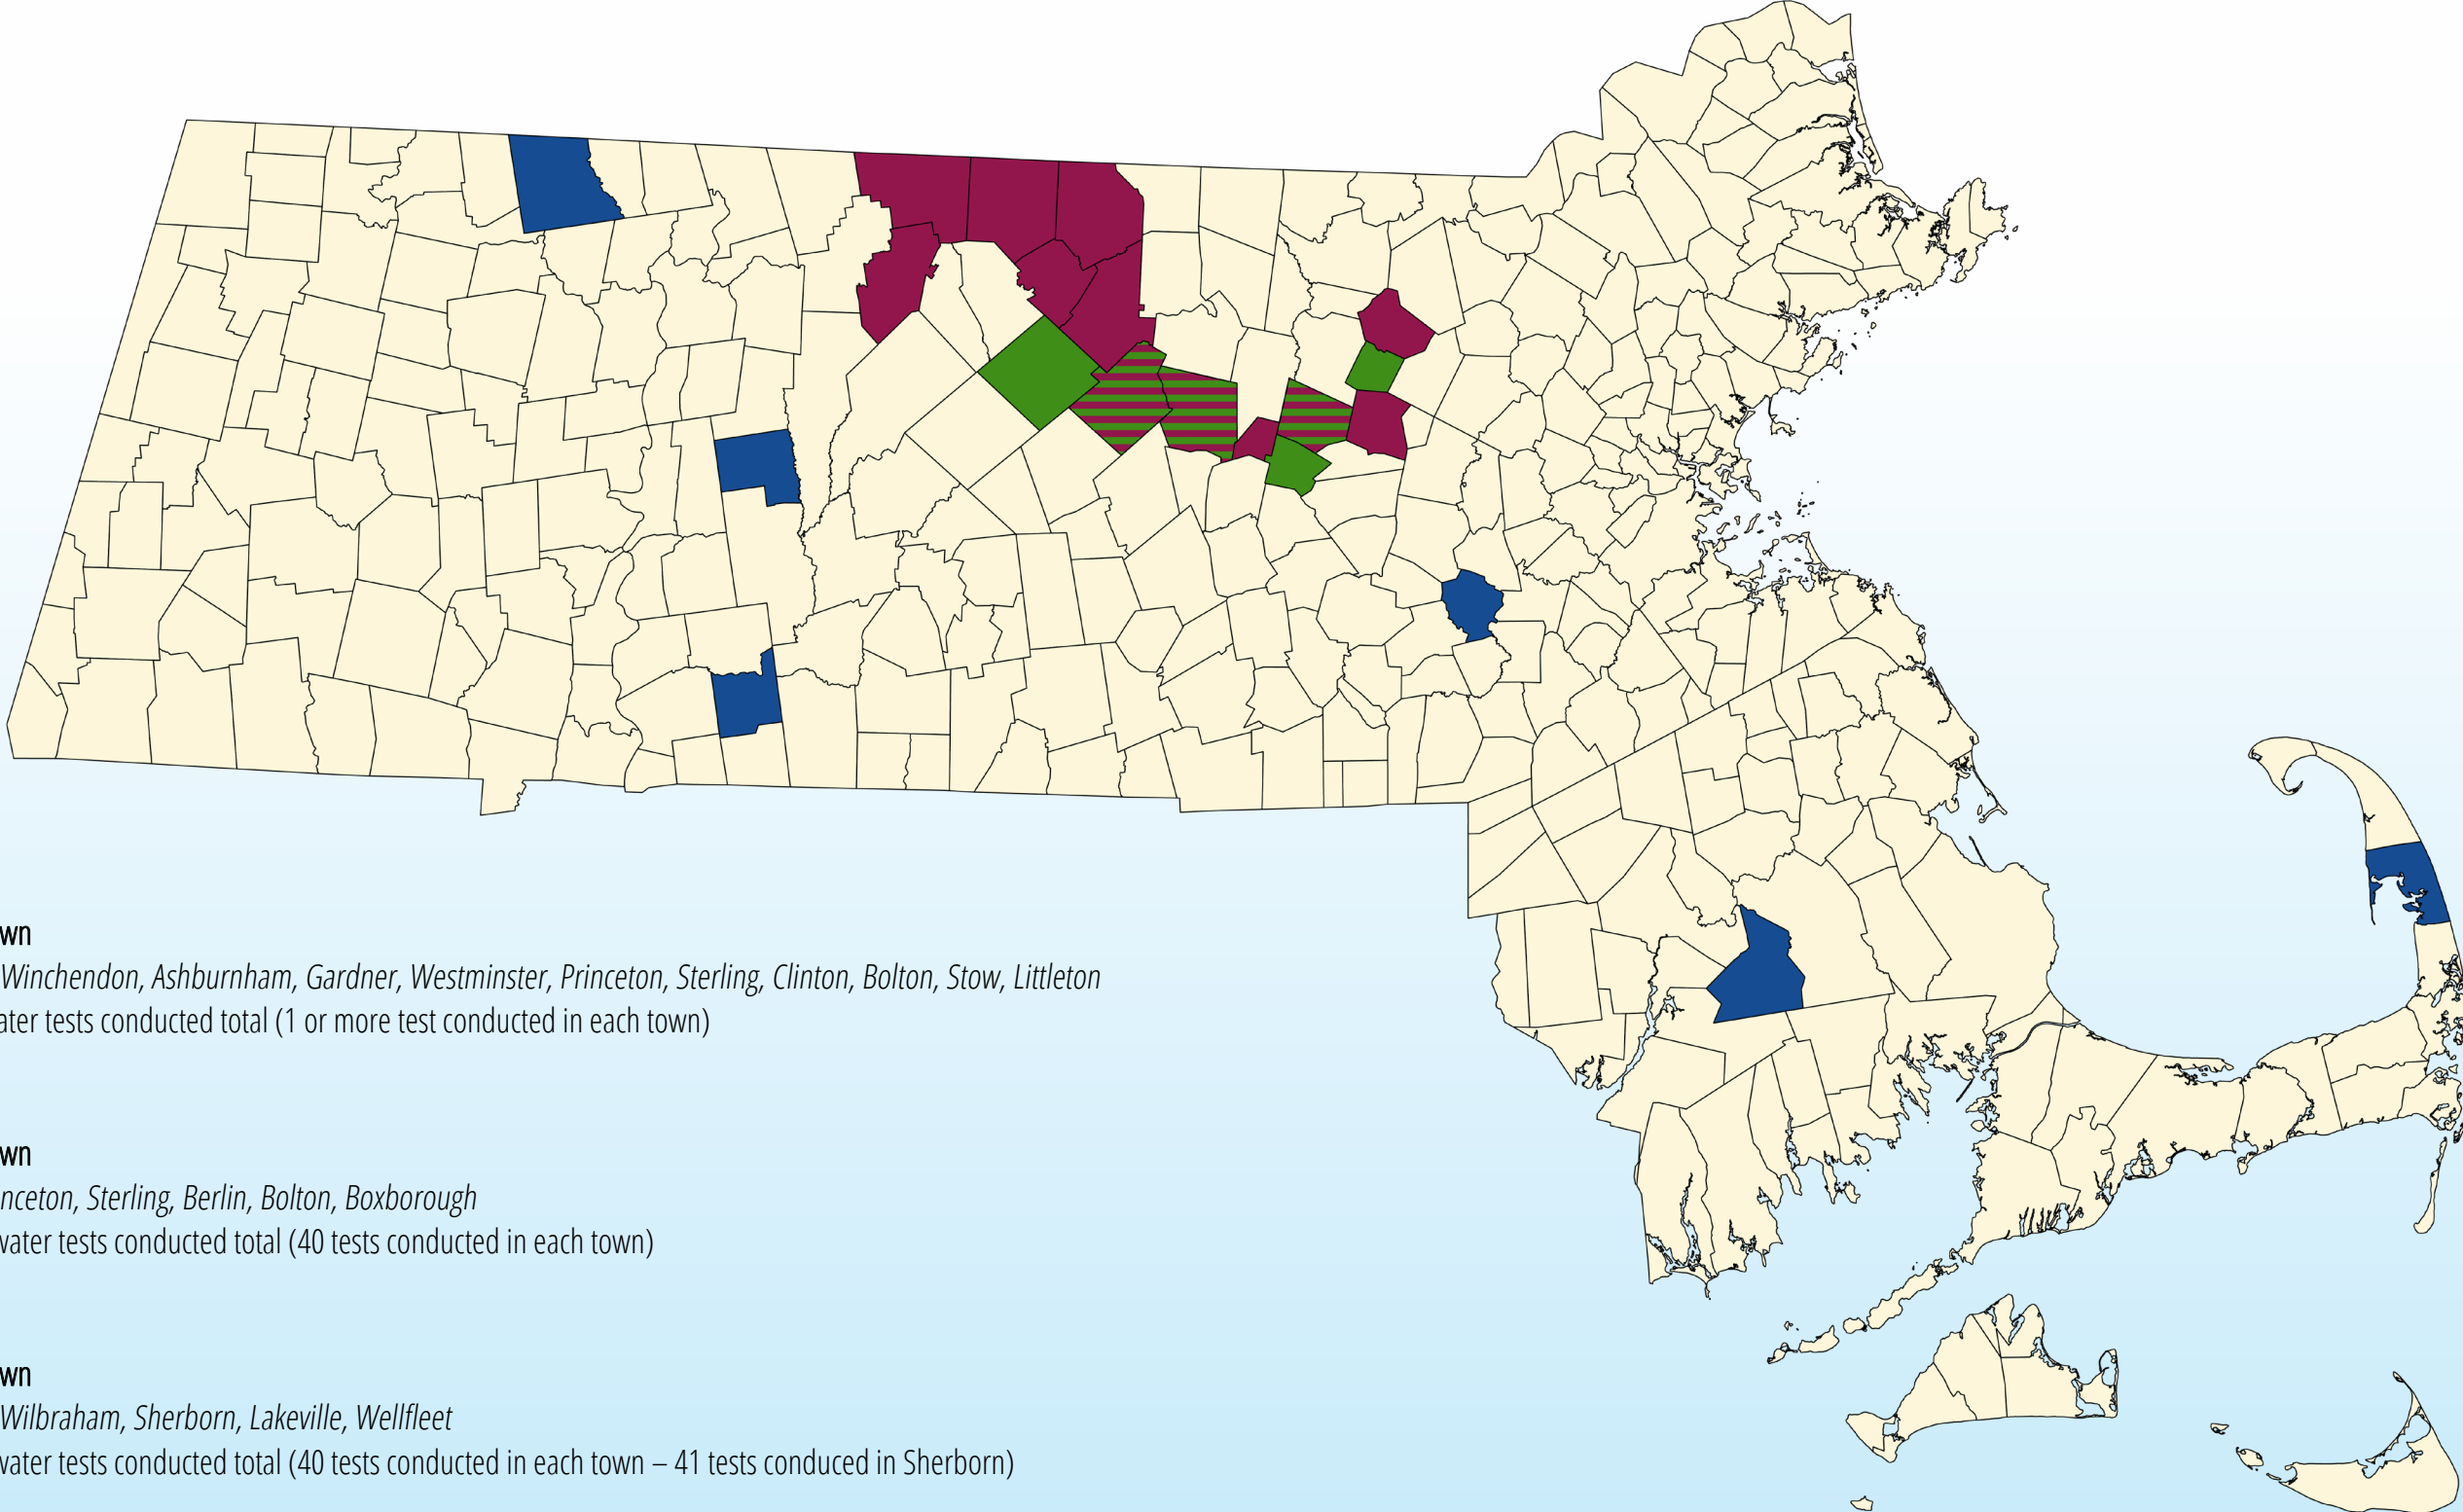 wn
Winchendon, Ashburnham, Gardner, Westminster, Princeton, Sterling, Clinton, Bolton, Stow, Littleton
ater tests conducted total (1 or more test conducted in each town)
wn
nceton, Sterling, Berlin, Bolton, Boxborough
vater tests conducted total (40 tests conducted in each town)
wn
Wilbraham, Sherborn, Lakeville, Wellfleet
vater tests conducted total (40 tests conducted in each town – 41 tests conduced in Sherborn)